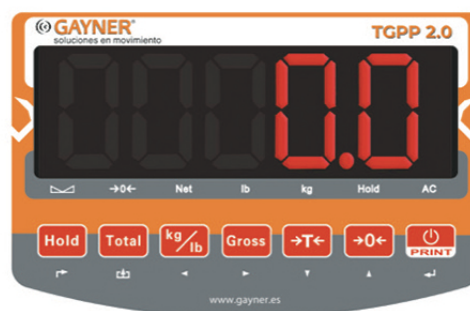 GAYNER®
soluciones en movimiento
TGPP 2.0
0.0
→0← Net lb kg Hold AC
Hold Total kg/lb Gross →T← →0← PRINT
www.gayner.es